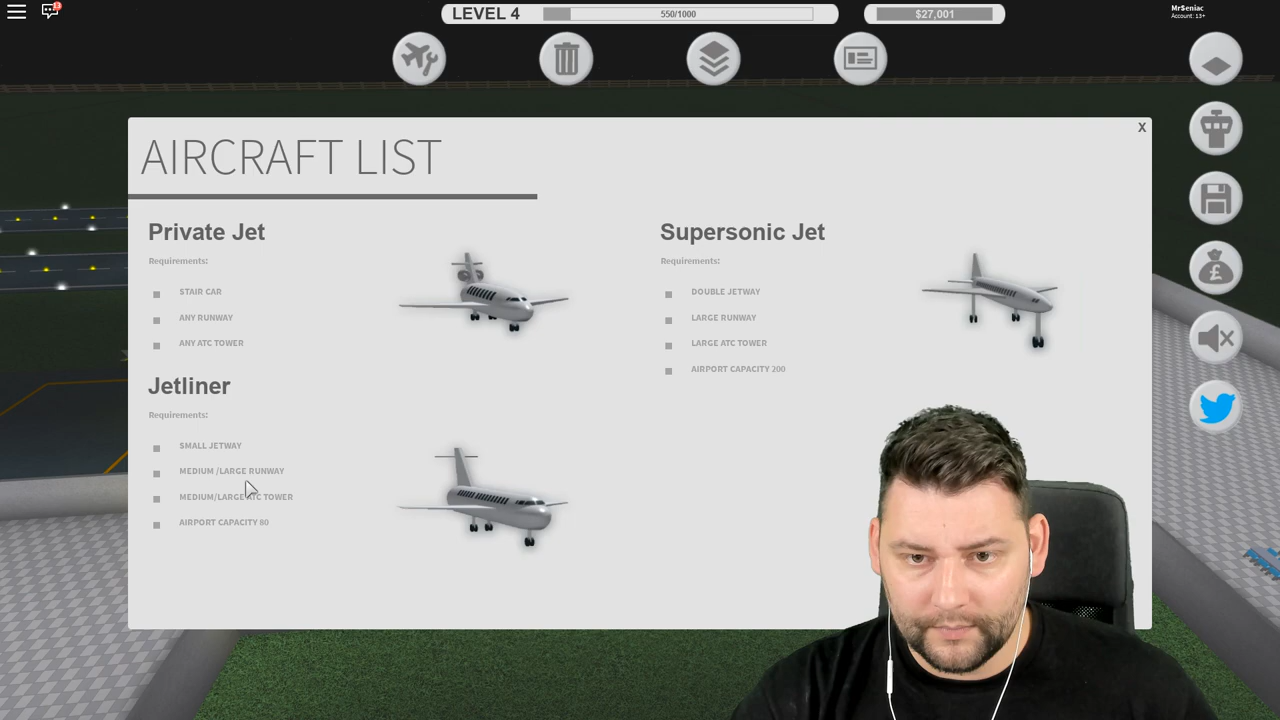 13
LEVEL 4
550/1000
$27,001
Mr$eniac
Account: 13+
X
AIRCRAFT LIST
Private Jet
Requirements:
STAIR CAR
ANY RUNWAY
ANY ATC TOWER
Jetliner
Requirements:
SMALL JETWAY
MEDIUM /LARGE RUNWAY
MEDIUM/LARGE ATC TOWER
AIRPORT CAPACITY 80
Supersonic Jet
Requirements:
DOUBLE JETWAY
LARGE RUNWAY
LARGE ATC TOWER
AIRPORT CAPACITY 200
£